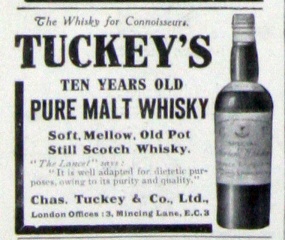 The Whisky for Connoisseurs.
TUCKEY'S
TEN YEARS OLD
PURE MALT WHISKY
Soft, Mellow, Old Pot
Still Scotch Whisky.
"The Lancet" says:
"It is well adapted for dietetic pur-
poses, owing to its purity and quality."
Chas. Tuckey & Co., Ltd.,
London Offices: 3, Mincing Lane, E.C.3